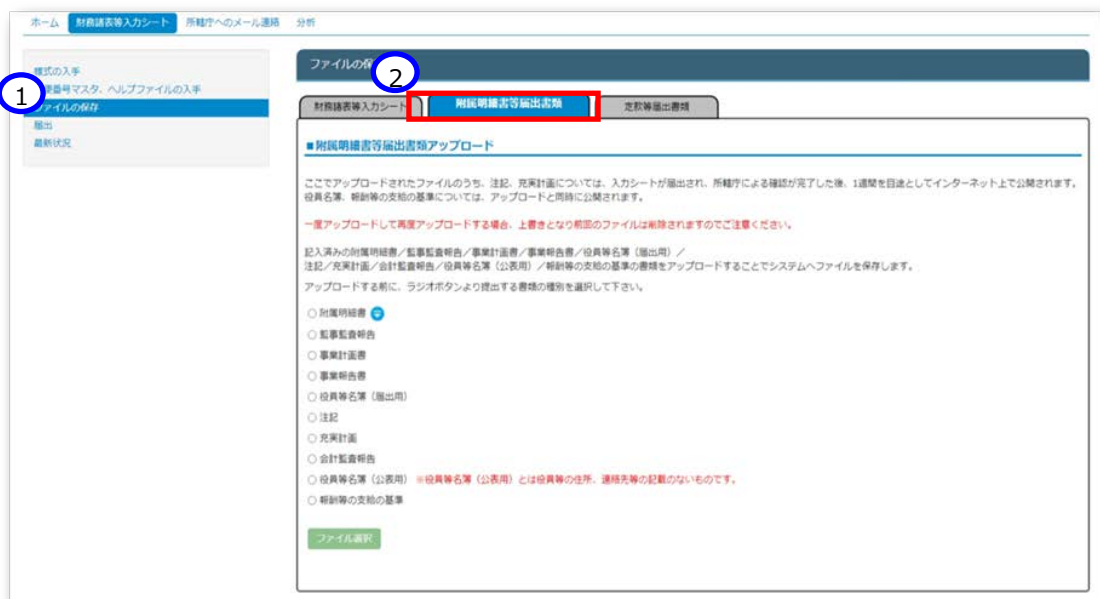 ホーム 財務諸表等入力シート 所轄庁へのメール連絡 分析
様式の入手
便番号マスタ、ヘルプファイルの入手
1
ファイルの保存
届出
最新状況
ファイルの保
2
財務諸表等入力シート 附属明細書等届出書類 定款等届出書類
■附属明細書等届出書類アップロード
ここでアップロードされたファイルのうち、注記、充実計画については、入力シートが届出され、所轄庁による確認が完了した後、1週間を目途としてインターネット上で公開されます。
役員名簿、報酬等の支給の基準については、アップロードと同時に公開されます。
一度アップロードして再度アップロードする場合、上書きとなり前回のファイルは削除されますのでご注意ください。
記入済みの附属明細書／監事監査報告／事業計画書／事業報告書／役員等名簿（届出用）／
注記／充実計画／会計監査報告／役員等名簿（公表用）／報酬等の支給の基準の書類をアップロードすることでシステムへファイルを保存します。
アップロードする前に、ラジオボタンより提出する書類の種別を選択して下さい。
附属明細書
監事監査報告
事業計画書
事業報告書
役員等名簿（届出用）
注記
充実計画
会計監査報告
役員等名簿（公表用） ※役員等名簿（公表用）とは役員等の住所、連絡先等の記載のないものです。
報酬等の支給の基準
ファイル選択